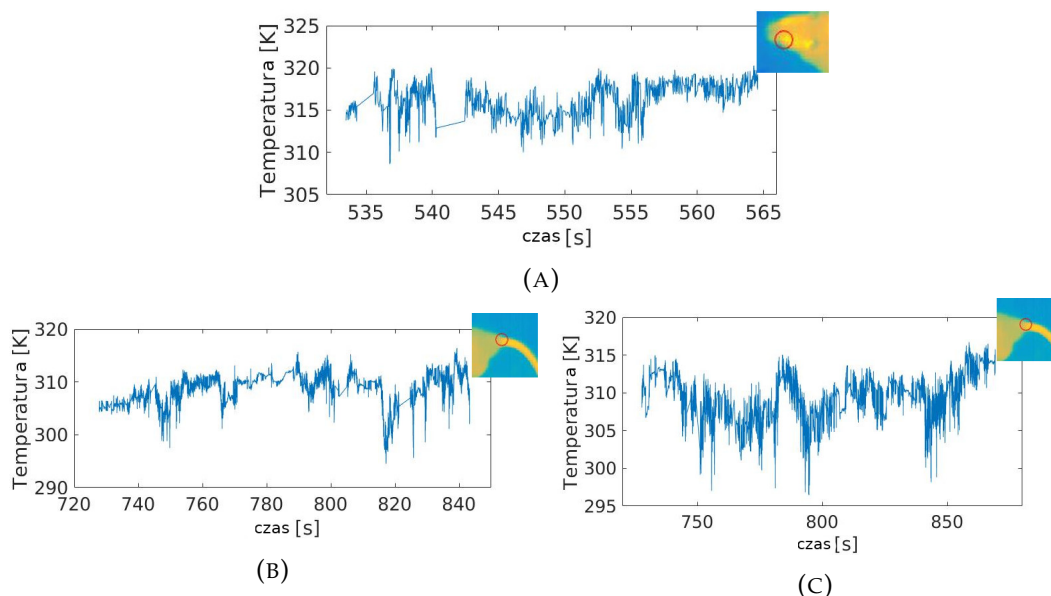 325
320
315
310
305
Temperatura [K]
535 540 545 550 555 560 565
czas [s]
(A)
320
310
300
290
Temperatura [K]
720 740 760 780 800 820 840
czas [s]
(B)
320
315
310
305
300
295
Temperatura [K]
750 800 850
czas [s]
(C)